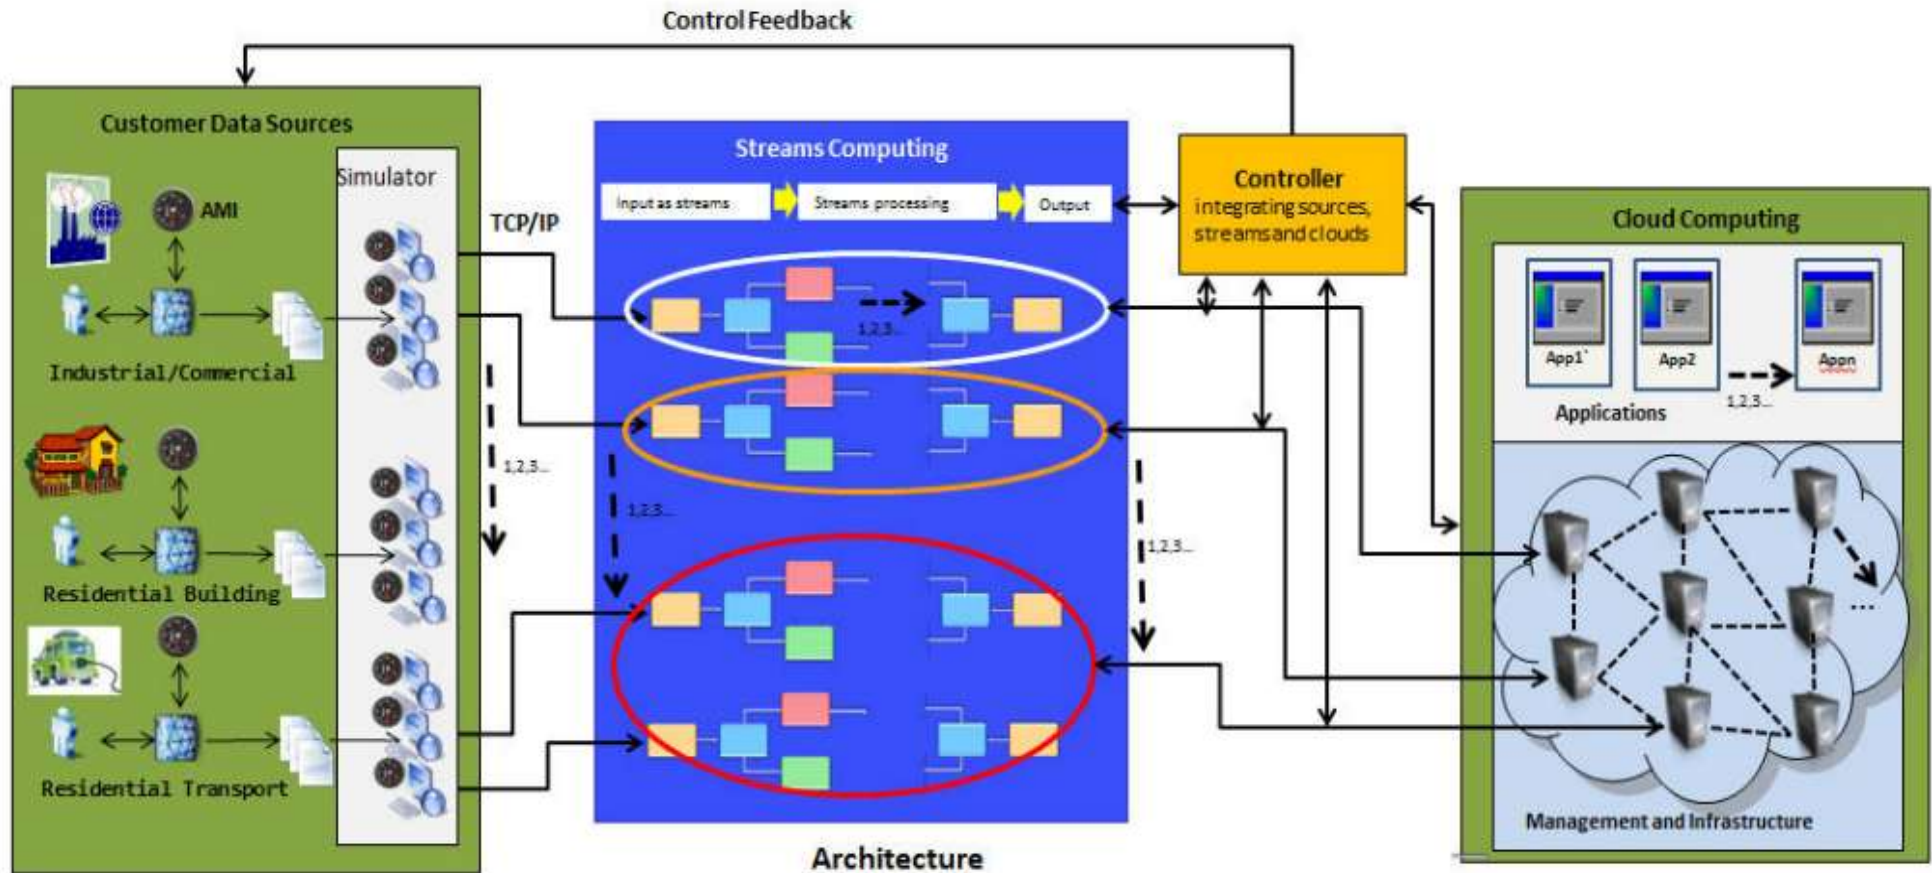 Control Feedback
Customer Data Sources
Simulator
AMI
Industrial/Commercial
Residential Building
Residential Transport
TCP/IP
1,2,3...
Streams Computing
Input as streams
Streams processing
Output
1,2,3...
1,2,3...
1,2,3...
Controller
integrating sources,
streams and clouds
Cloud Computing
App1`
App2
Appn
1,2,3...
Applications
...
Management and Infrastructure
Architecture